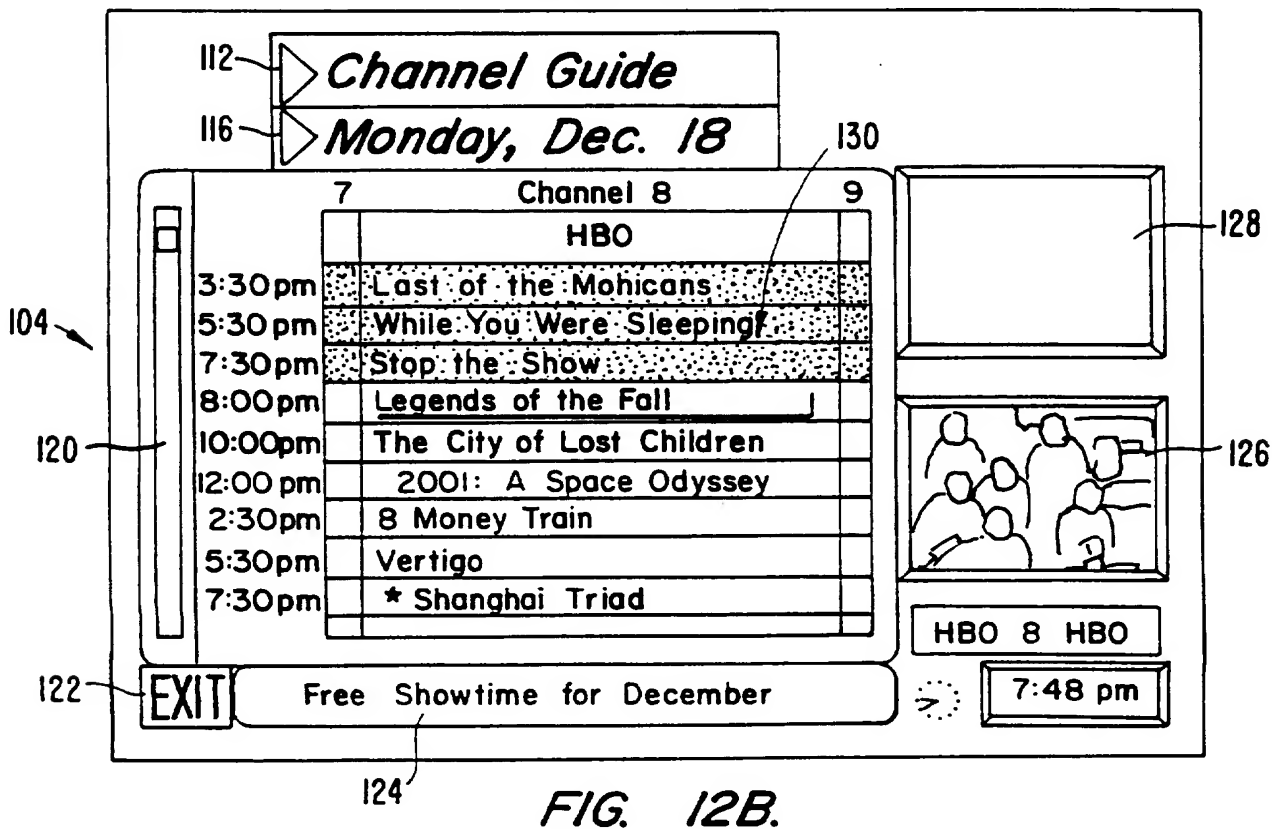 112 Channel Guide
116 Monday, Dec. 18
130
7 Channel 8 9
HBO
3:30pm Last of the Mohicans
5:30pm While You Were Sleeping
7:30pm Stop the Show
8:00pm Legends of the Fall
10:00pm The City of Lost Children
12:00 pm 2001: A Space Odyssey
2:30pm 8 Money Train
5:30pm Vertigo
7:30pm * Shanghai Triad
128
104
120
126
HBO 8 HBO
122 EXIT Free Showtime for December 7:48 pm
124
FIG. 12B.